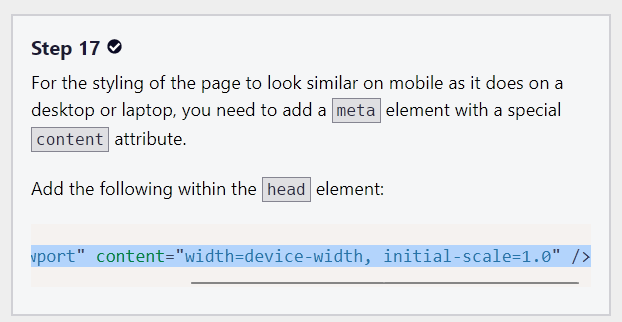 Step 17
For the styling of the page to look similar on mobile as it does on a
desktop or laptop, you need to add a meta element with a special
content attribute.
Add the following within the head element:
wport" content="width=device-width, initial-scale=1.0" />